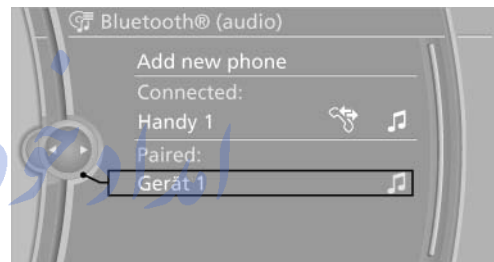 Bluetooth® (audio)
Add new phone
Connected:
Handy 1
Paired:
Gerät 1